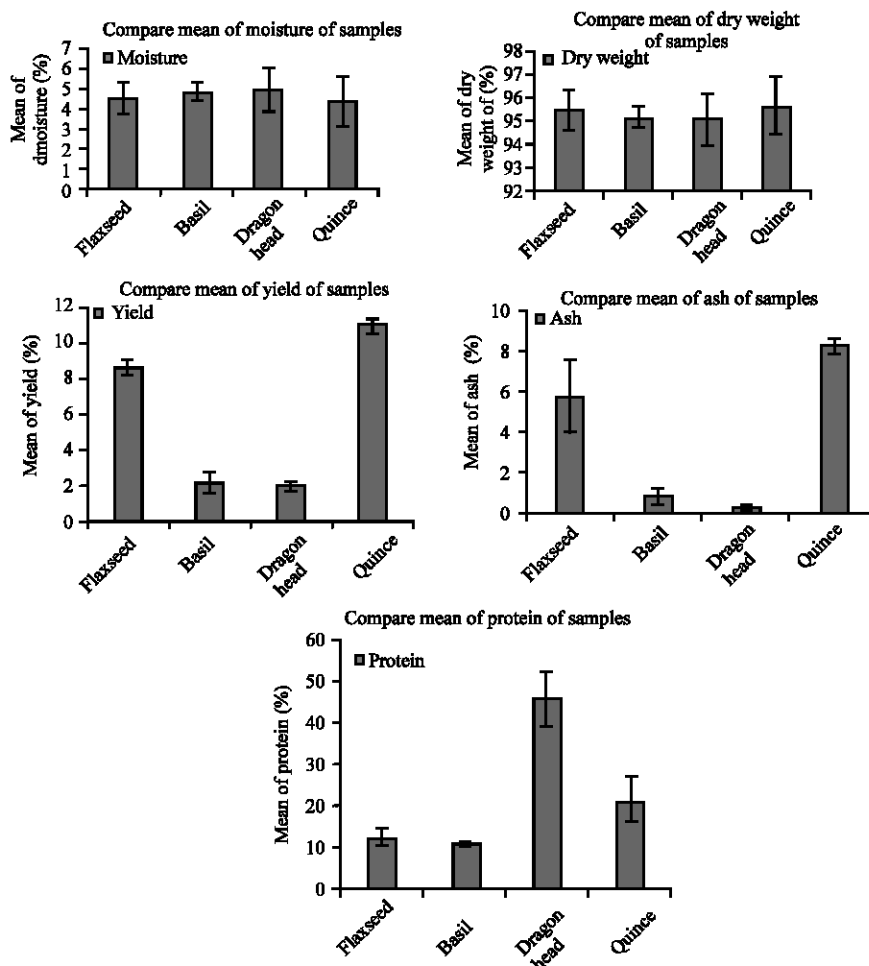 Compare mean of moisture of samples
Moisture
Mean of
dmoisture (%)
7
6
5
4
3
2
1
0
Flaxseed
Basil
Dragon
head
Quince
Compare mean of dry weight
of samples
Dry weight
Mean of dry
weight of (%)
98
96
96
95
93
94
92
Flaxseed
Basil
Dragon
head
Quince
Compare mean of yield of samples
Yield
Mean of yield (%)
12
10
8
6
4
2
0
Flaxseed
Basil
Dragon
head
Quince
Compare mean of ash of samples
Ash
Mean of ash (%)
10
8
6
4
2
0
Flaxseed
Basil
Dragon
head
Quince
Compare mean of protein of samples
Protein
Mean of protein (%)
60
50
40
30
20
10
0
Flaxseed
Basil
Dragon
head
Quince